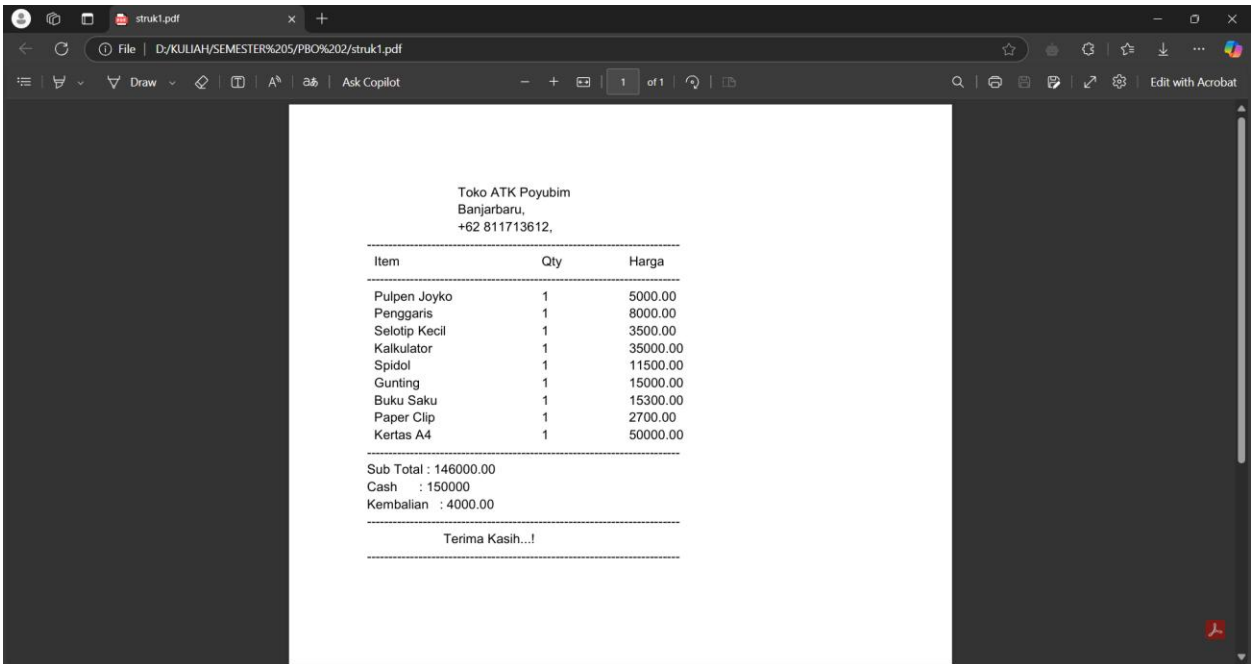 struk1.pdf
File | D:/KULIAH/SEMESTER%205/PBO%202/struk1.pdf
Draw
Ask Copilot
1 of 1
Edit with Acrobat
Toko ATK Poyubim
Banjarbaru,
+62 811713612,
--------------------------------------------------------------------------------
Item Qty Harga
--------------------------------------------------------------------------------
Pulpen Joyko 1 5000.00
Penggaris 1 8000.00
Selotip Kecil 1 3500.00
Kalkulator 1 35000.00
Spidol 1 11500.00
Gunting 1 15000.00
Buku Saku 1 15300.00
Paper Clip 1 2700.00
Kertas A4 1 50000.00
--------------------------------------------------------------------------------
Sub Total : 146000.00
Cash : 150000
Kembalian : 4000.00
--------------------------------------------------------------------------------
Terima Kasih...!
--------------------------------------------------------------------------------